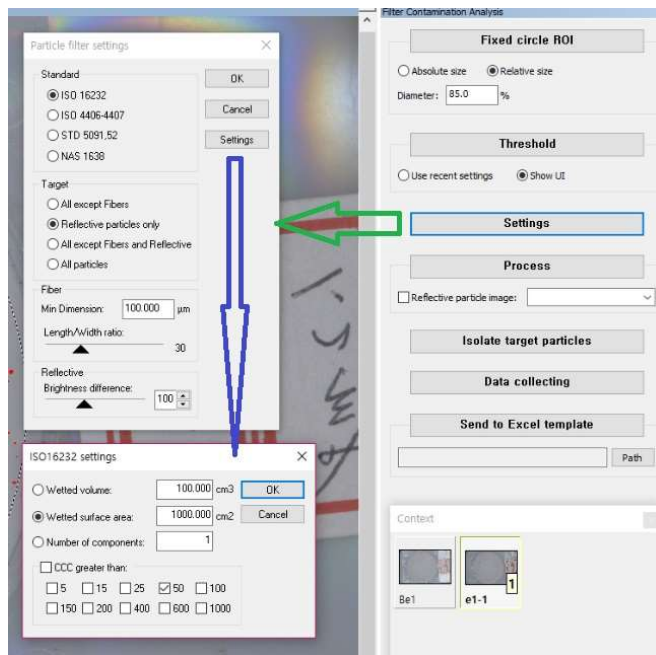 Particle filter settings
Standard
ISO 16232
ISO 4406-4407
STD 5091,52
NAS 1638
OK
Cancel
Settings
Target
All except Fibers
Reflective particles only
All except Fibers and Reflective
All particles
Fiber
Min Dimension: 100.000 µm
Length/Width ratio:
30
Reflective
Brightness difference:
100
ISO16232 settings
Wetted volume: 100.000 cm3 OK
Wetted surface area: 1000.000 cm2 Cancel
Number of components: 1
CCC greater than:
5 15 25 50 100
150 200 400 600 1000
Filter Contamination Analysis
Fixed circle ROI
Absolute size Relative size
Diameter: 85.0 %
Threshold
Use recent settings Show UI
Settings
Process
Reflective particle image:
Isolate target particles
Data collecting
Send to Excel template
Path
Context
1
Be1 e1-1